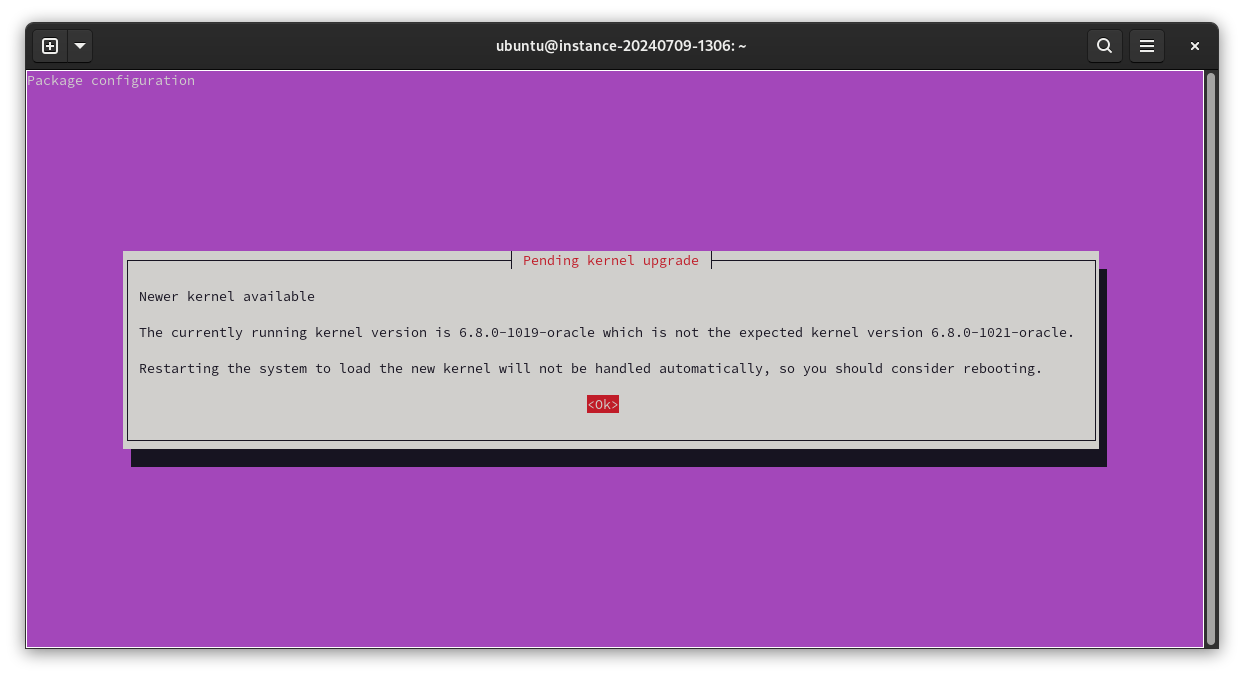 ubuntu@instance-20240709-1306: ~
Package configuration
Pending kernel upgrade
Newer kernel available
The currently running kernel version is 6.8.0-1019-oracle which is not the expected kernel version 6.8.0-1021-oracle.
Restarting the system to load the new kernel will not be handled automatically, so you should consider rebooting.
<Ok>